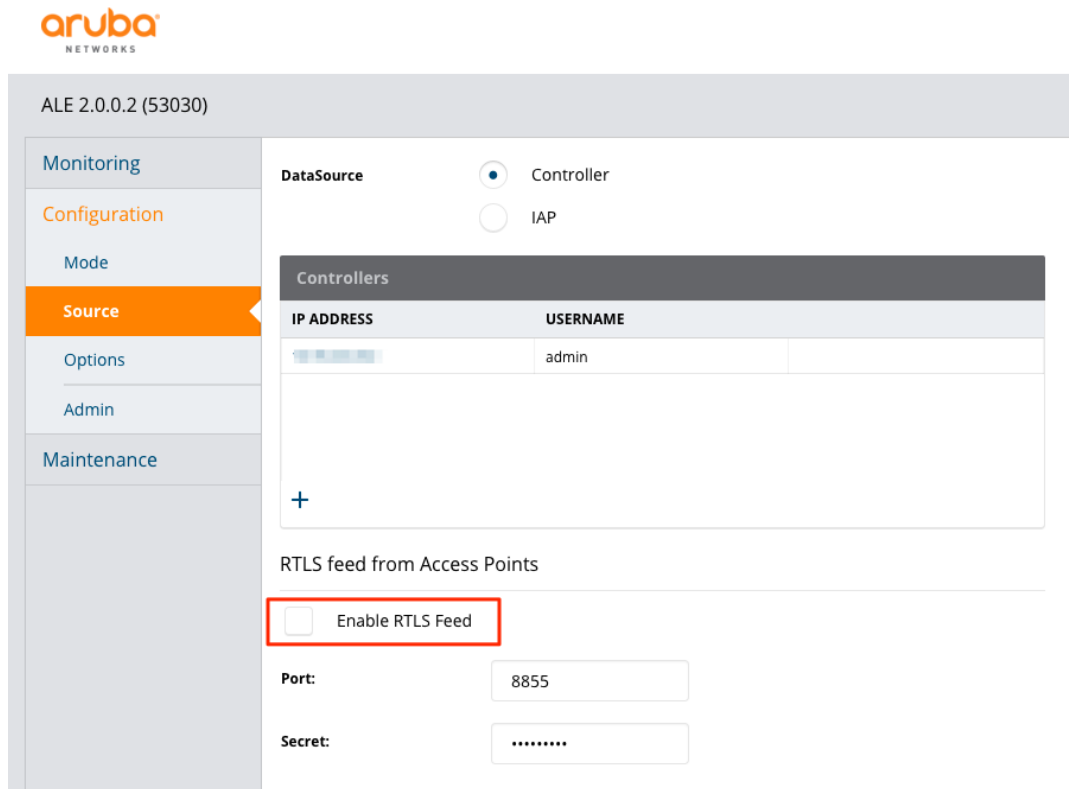 aruba
NETWORKS
ALE 2.0.0.2 (53030)
Monitoring
Configuration
Mode
Source
Options
Admin
Maintenance
DataSource
Controller
IAP
Controllers
IP ADDRESS USERNAME
admin
+
RTLS feed from Access Points
Enable RTLS Feed
Port: 8855
Secret: •••••••••